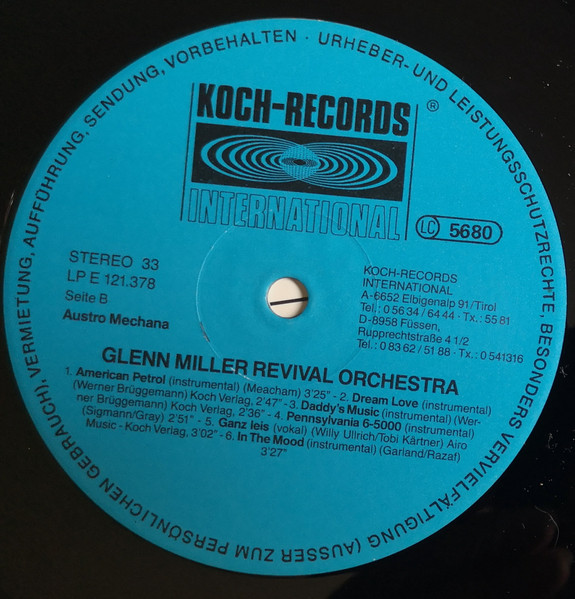 URHEBER- UND LEISTUNGSSCHUTZRECHTE, BESONDERS VERVIELFÄLTIGUNG (AUSSER ZUM PERSÖNLICHEN GEBRAUCH), VERMIETUNG, AUFFÜHRUNG, SENDUNG, VORBEHALTEN ·
KOCH-RECORDS
®
INTERNATIONAL
LC 5680
STEREO 33
LP E 121.378
Seite B
Austro Mechana
KOCH-RECORDS
INTERNATIONAL
A-6652 Elbigenalp 91/Tirol
To.: 0 56 34 / 64 44 · Tx.: 55 81
D-8958 Füssen,
Rupprechtstraße 4 1/2
To.: 0 83 62 / 51 88 · Tx.: 0 541316
GLENN MILLER REVIVAL ORCHESTRA
1. American Petrol (instrumental) (Meacham) 3'25" - 2. Dream Love (instrumental)
(Werner Brüggemann) Koch Verlag, 2'47" - 3. Daddy's Music (instrumental) (Wer-
ner Brüggemann) Koch Verlag, 2'36" - 4. Pennsylvania 6-5000 (instrumental)
(Sigmann/Gray) 2'51" - 5. Ganz leis (vokal) (Willy Ullrich/Tobi Kärtner) Airo
Music - Koch Verlag, 3'02" - 6. In The Mood (instrumental) (Garland/Razaf)
3'27"